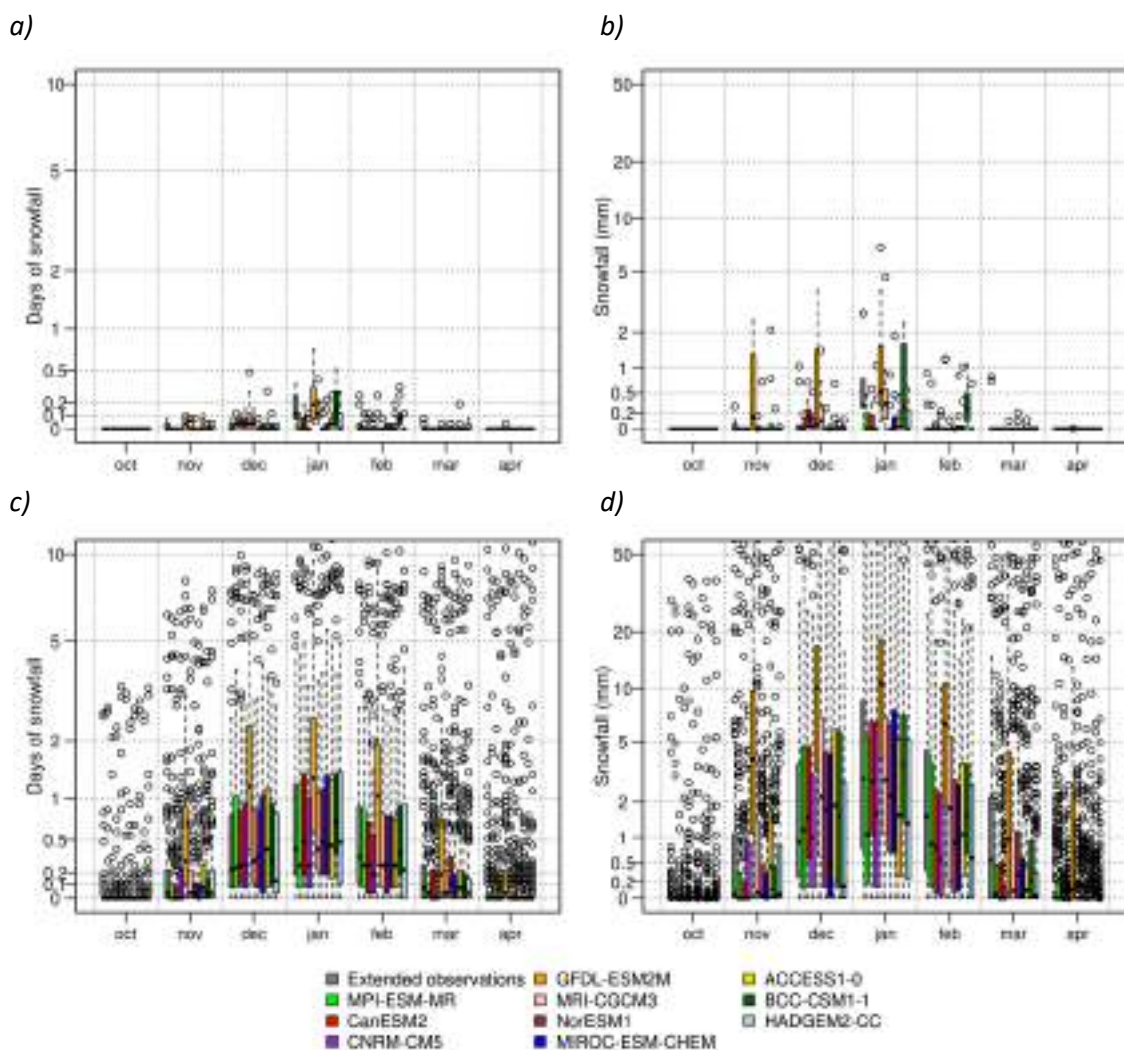 a)
b)
Days of snowfall
10
5
2
1
0.5
0.2
0.1
0
oct nov dec jan feb mar apr
Snowfall (mm)
50
20
10
5
2
1
0.5
0.2
0
oct nov dec jan feb mar apr
c)
d)
Days of snowfall
10
5
2
1
0.5
0.2
0.1
0
oct nov dec jan feb mar apr
Snowfall (mm)
50
20
10
5
2
1
0.5
0.2
0
oct nov dec jan feb mar apr
Extended observations GFDL-ESM2M ACCESS1-0
MPI-ESM-MR MRI-CGCM3 BCC-CSM1-1
CanESM2 NorESM1 HADGEM2-CC
CNRM-CM5 MIROC-ESM-CHEM